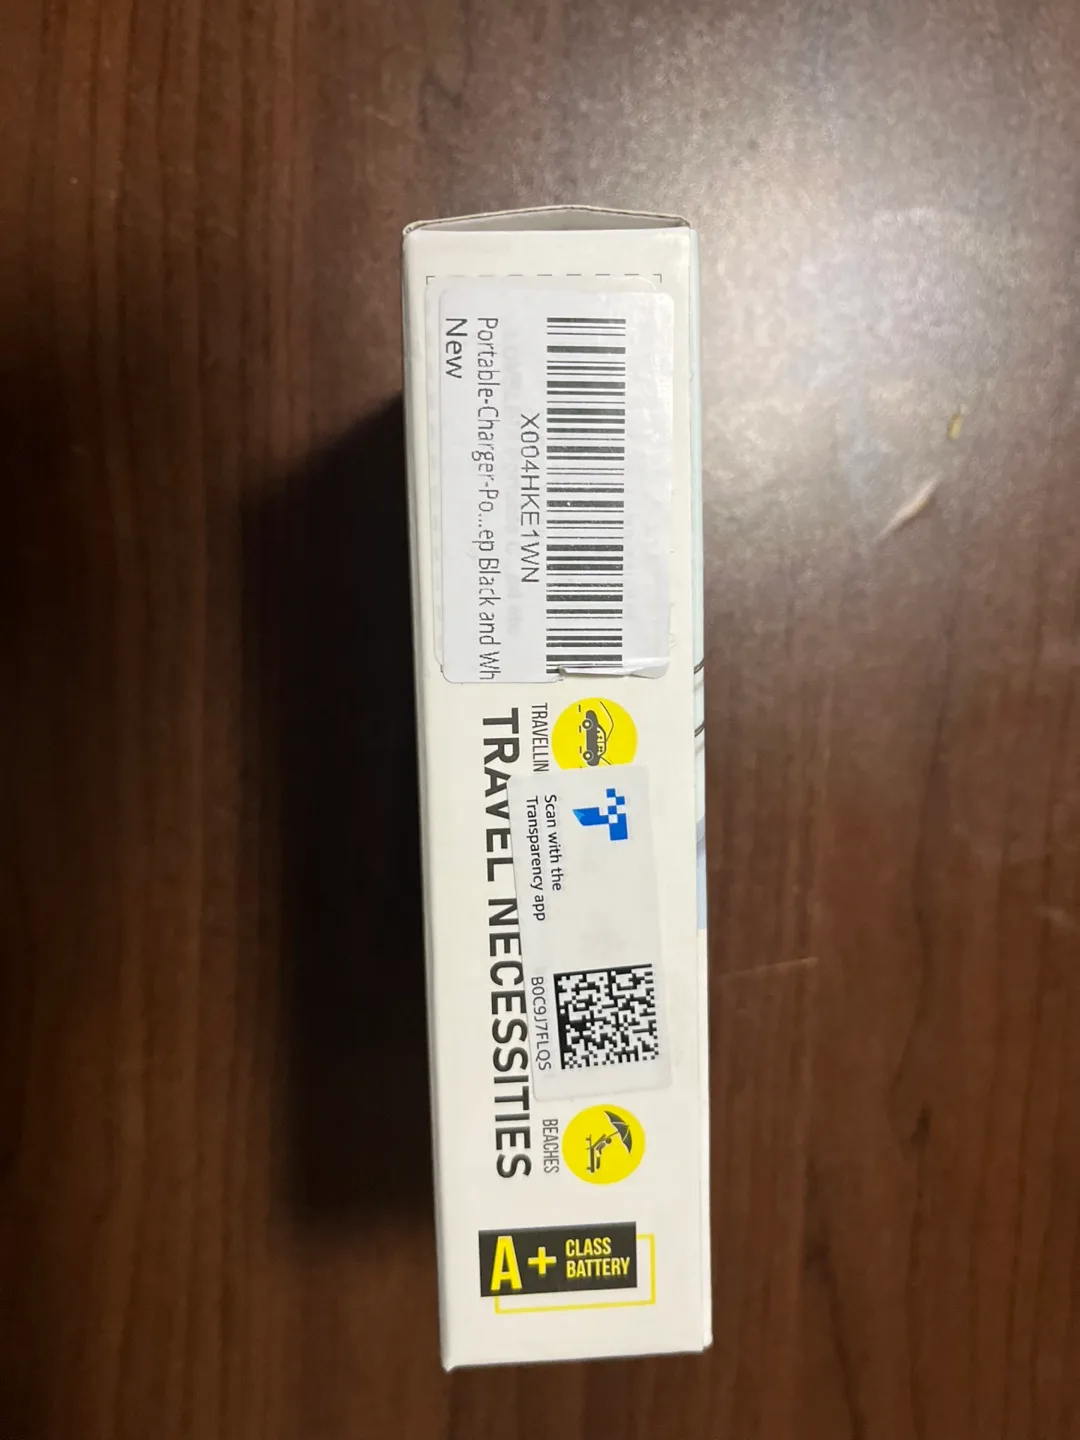 X004HKE1WN
Portable-Charger-Po...ep Black and Wh
New
TRAVELLIN
TRAVEL NECESSITIES
Scan with the
Transparency app
B0C9J7FLQS
BEACHES
A+ CLASS
BATTERY